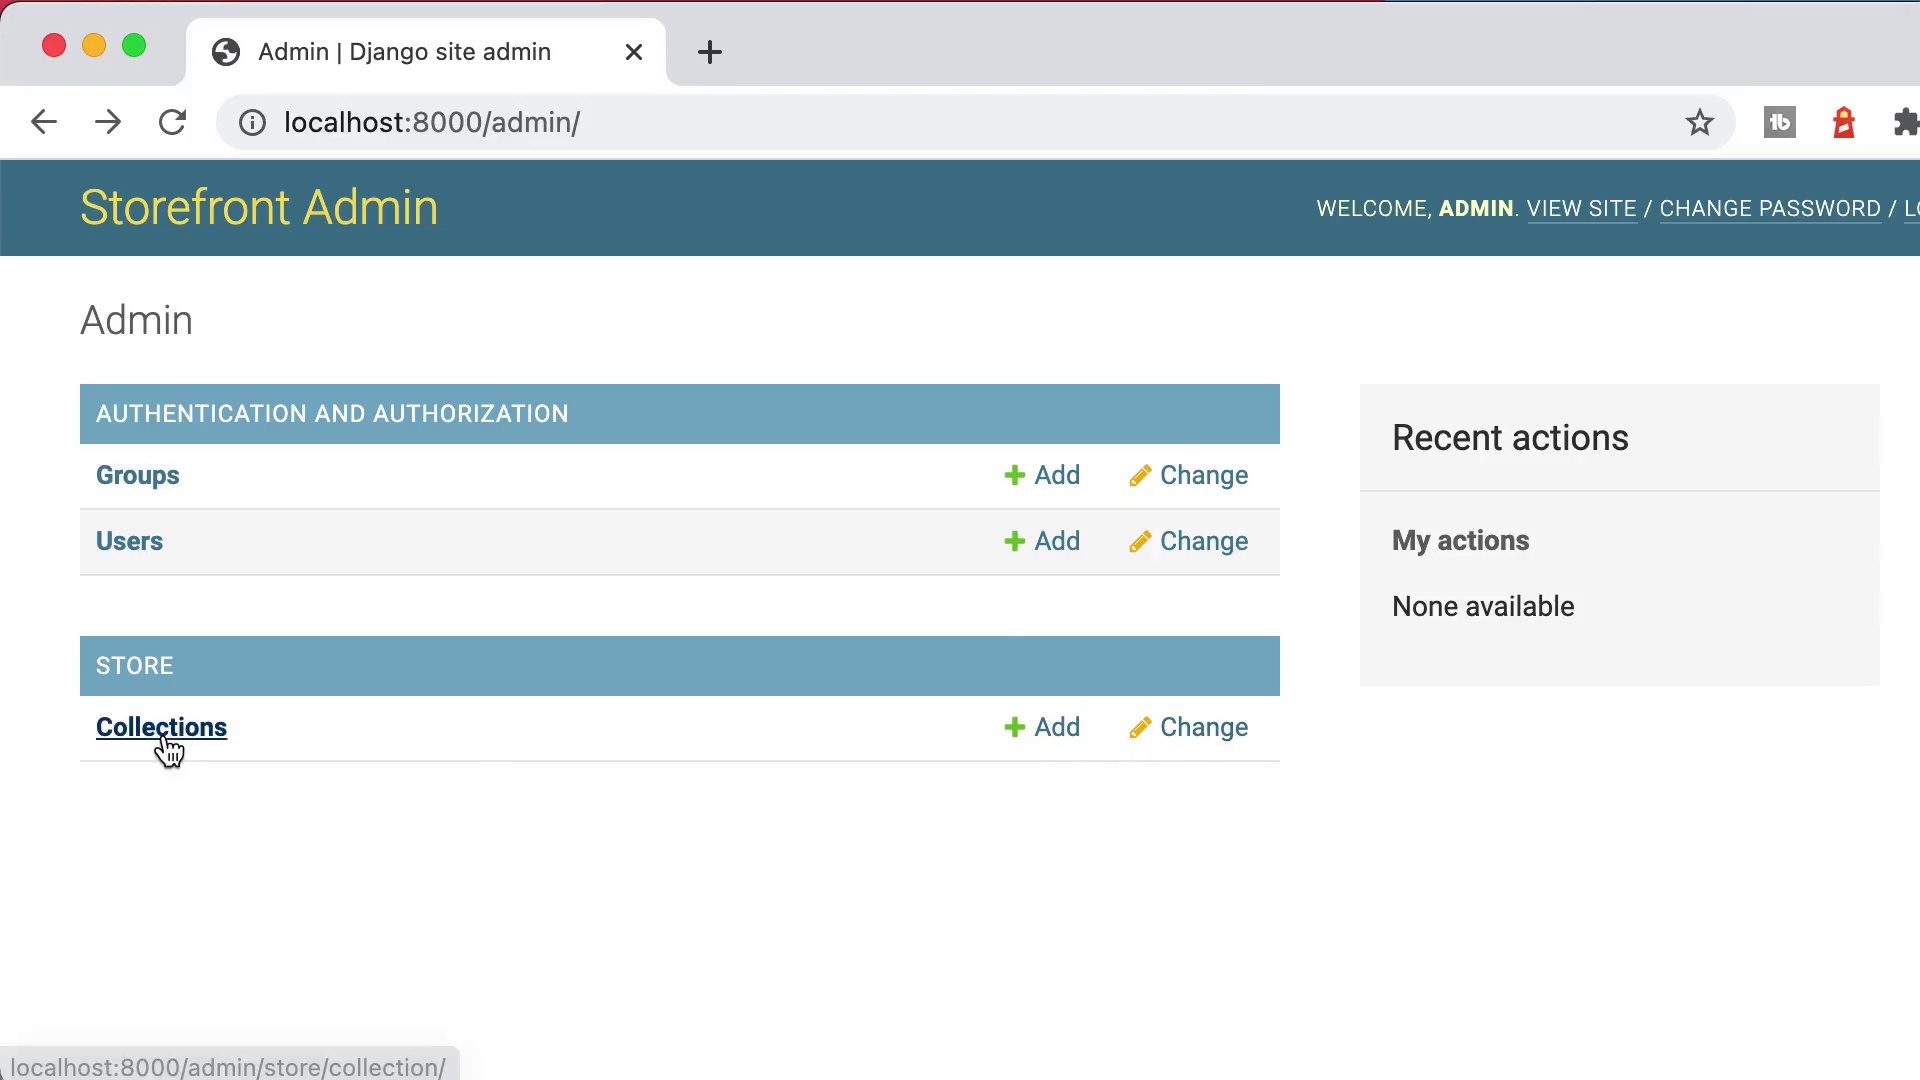 Admin | Django site admin
localhost:8000/admin/
Storefront Admin
WELCOME, ADMIN. VIEW SITE / CHANGE PASSWORD /
Admin
AUTHENTICATION AND AUTHORIZATION
Groups Add Change
Users Add Change
STORE
Collections Add Change
Recent actions
My actions
None available
localhost:8000/admin/store/collection/